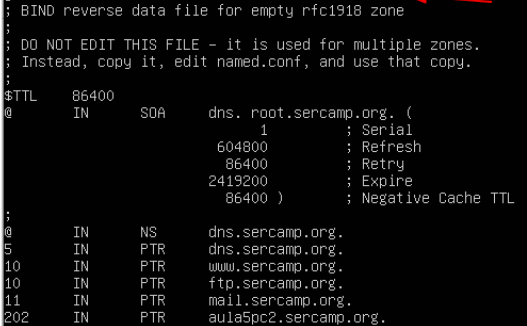 ; BIND reverse data file for empty rfc1918 zone
;
; DO NOT EDIT THIS FILE - it is used for multiple zones.
; Instead, copy it, edit named.conf, and use that copy.
;
$TTL 86400
@ IN SOA dns. root.sercamp.org. (
1 ; Serial
604800 ; Refresh
86400 ; Retry
2419200 ; Expire
86400 ) ; Negative Cache TTL
;
@ IN NS dns.sercamp.org.
5 IN PTR dns.sercamp.org.
10 IN PTR www.sercamp.org.
10 IN PTR ftp.sercamp.org.
11 IN PTR mail.sercamp.org.
202 IN PTR aula5pc2.sercamp.org.